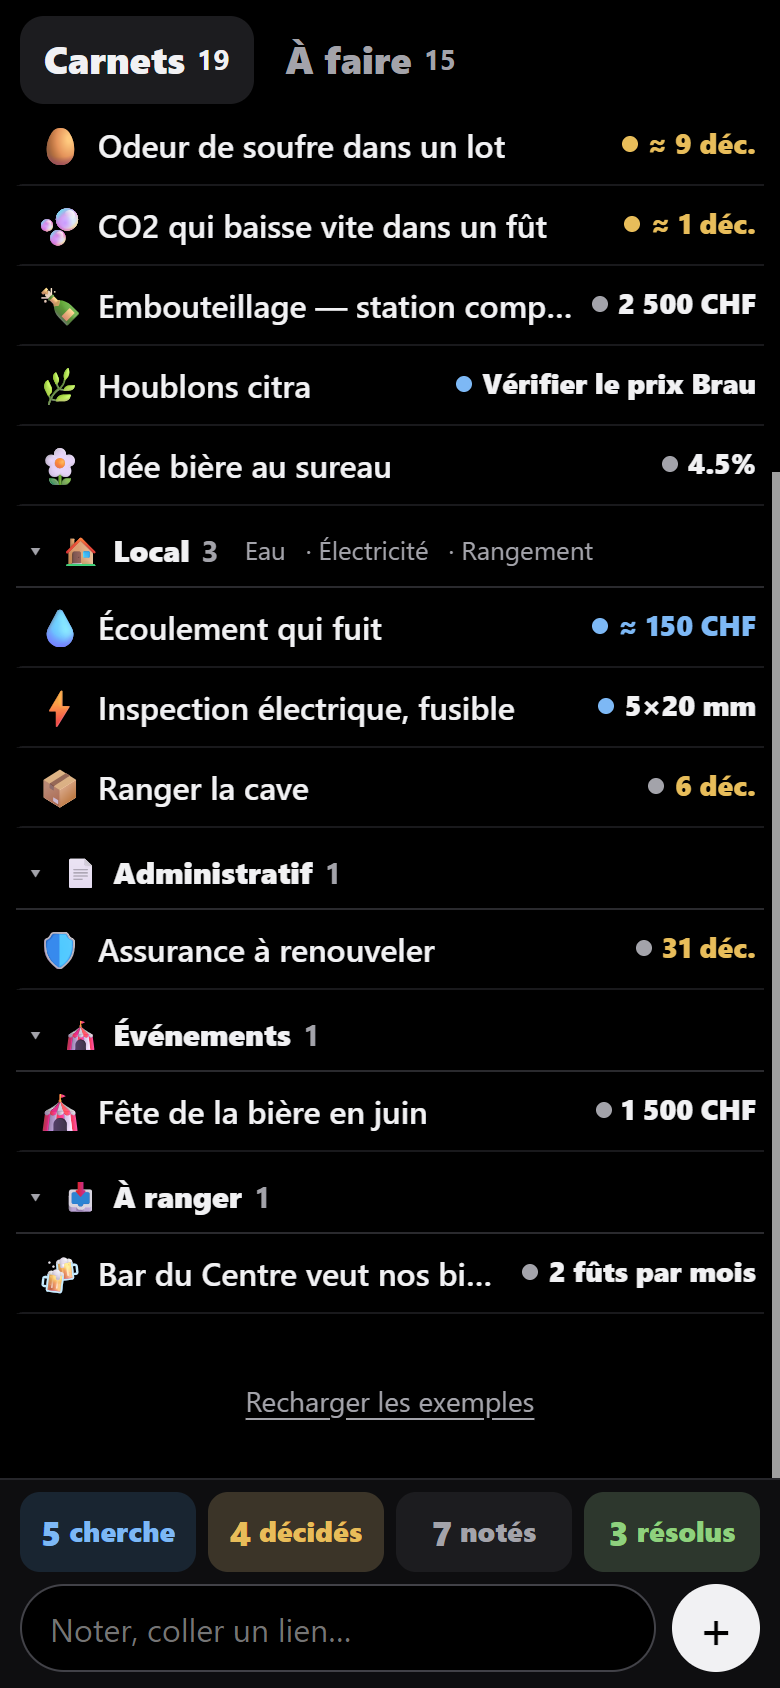 Carnets 19 À faire 15
Odeur de soufre dans un lot ≈ 9 déc.
CO2 qui baisse vite dans un fût ≈ 1 déc.
Embouteillage — station comp... 2 500 CHF
Houblons citra Vérifier le prix Brau
Idée bière au sureau 4.5%
Local 3 Eau · Électricité · Rangement
Écoulement qui fuit ≈ 150 CHF
Inspection électrique, fusible 5×20 mm
Ranger la cave 6 déc.
Administratif 1
Assurance à renouveler 31 déc.
Événements 1
Fête de la bière en juin 1 500 CHF
À ranger 1
Bar du Centre veut nos bi... 2 fûts par mois
Recharger les exemples
5 cherche 4 décidés 7 notés 3 résolus
Noter, coller un lien... +